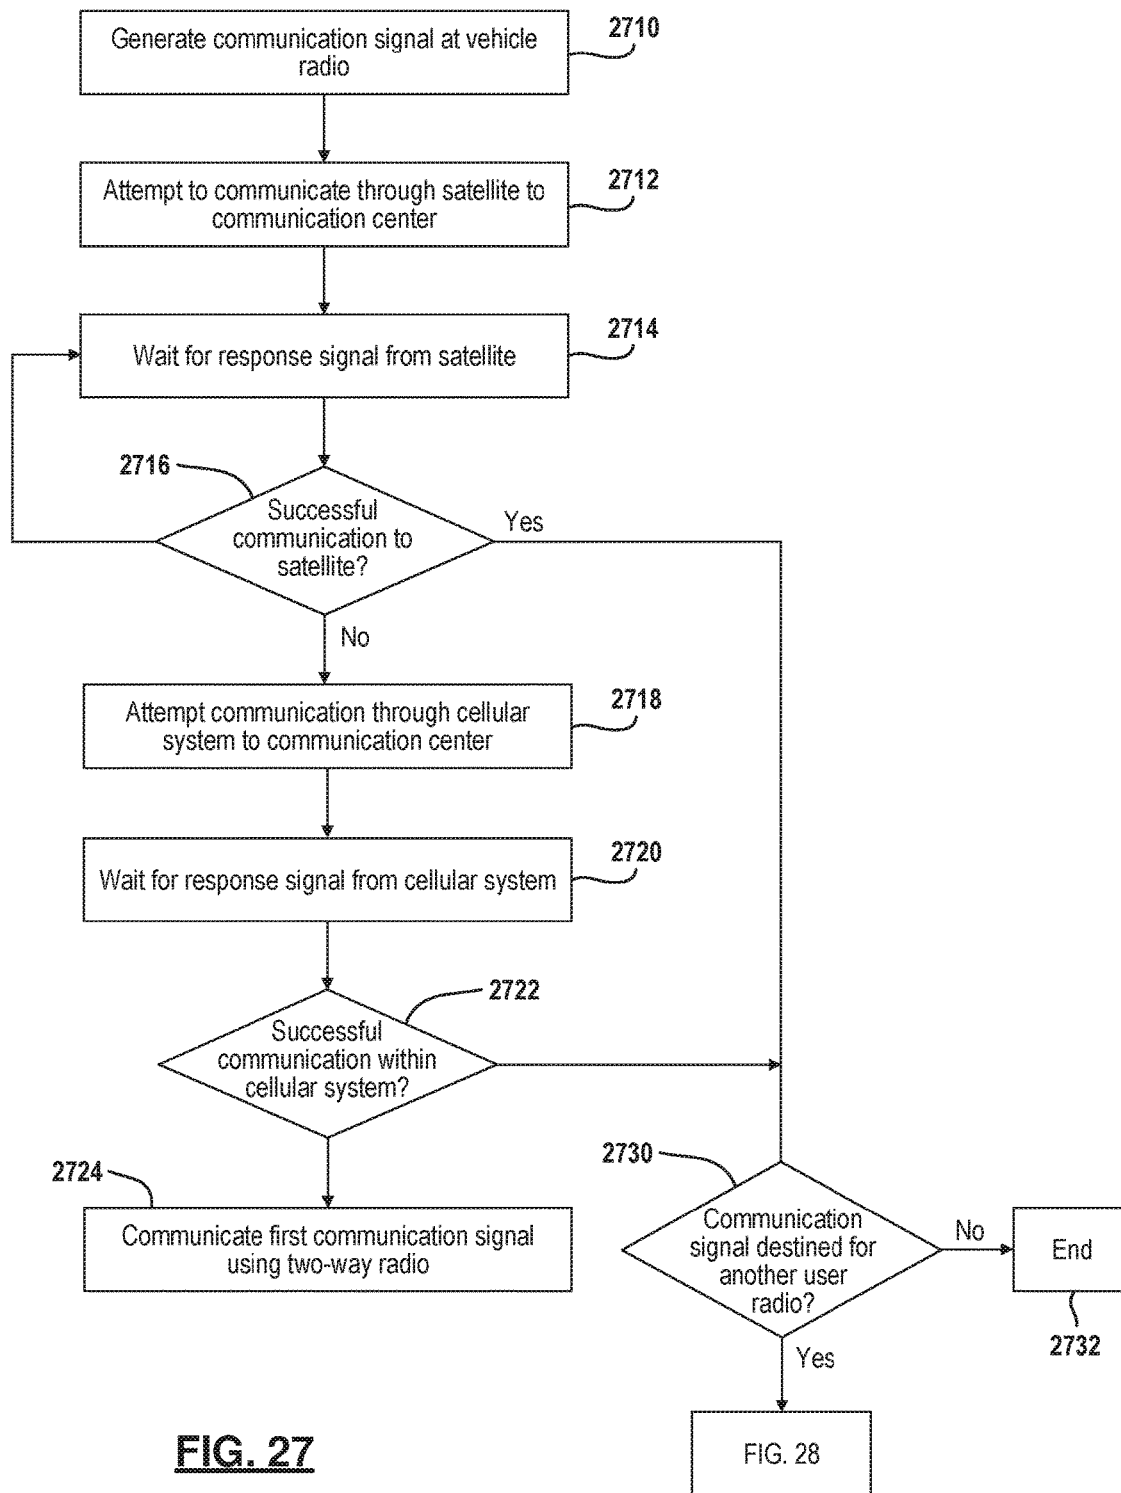 Generate communication signal at vehicle
radio
2710
Attempt to communicate through satellite to
communication center
2712
Wait for response signal from satellite
2714
2716
Successful
communication to
satellite?
Yes
No
Attempt communication through cellular
system to communication center
2718
Wait for response signal from cellular system
2720
2722
Successful
communication within
cellular system?
2724
Communicate first communication signal
using two-way radio
2730
Communication
signal destined for
another user
radio?
No
End
2732
Yes
FIG. 28
FIG. 27